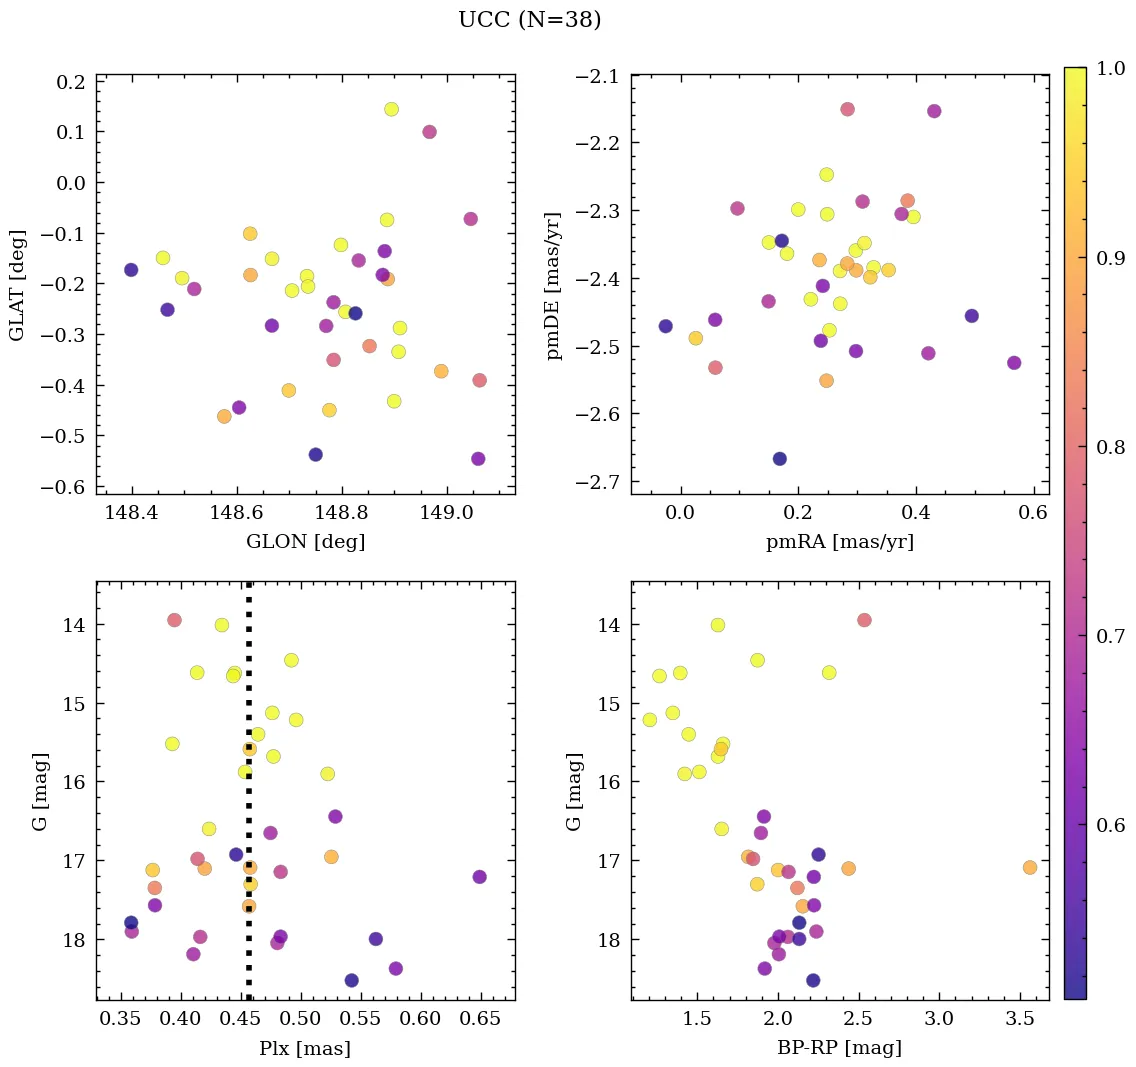 UCC (N=38)
0.2
0.1
0.0
−0.1
−0.2
−0.3
−0.4
−0.5
−0.6
GLAT [deg]
148.4 148.6 148.8 149.0
GLON [deg]
−2.1
−2.2
−2.3
−2.4
−2.5
−2.6
−2.7
pmDE [mas/yr]
0.0 0.2 0.4 0.6
pmRA [mas/yr]
14
15
16
17
18
G [mag]
0.35 0.40 0.45 0.50 0.55 0.60 0.65
Plx [mas]
14
15
16
17
18
G [mag]
1.5 2.0 2.5 3.0 3.5
BP-RP [mag]
1.0
0.9
0.8
0.7
0.6